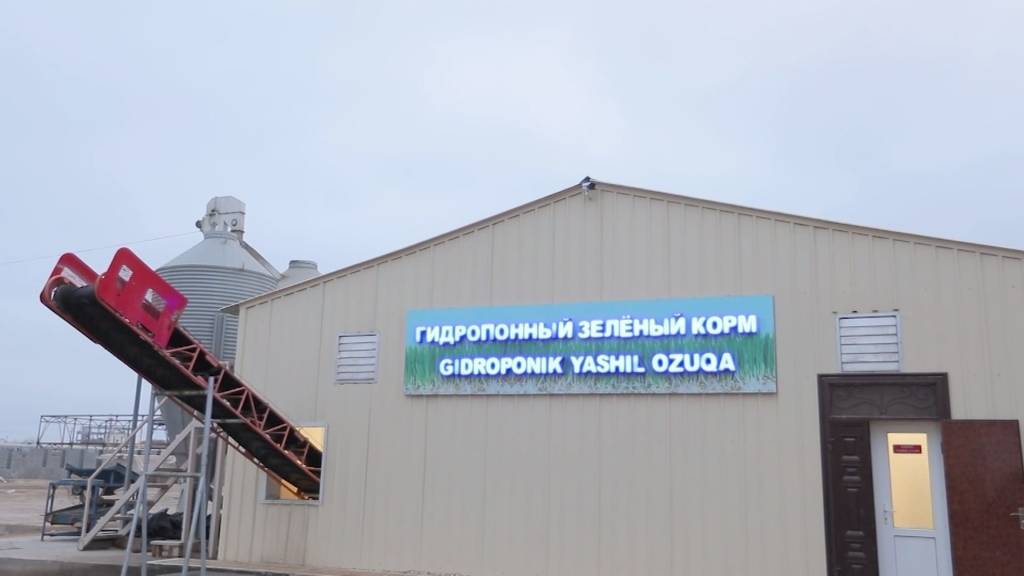 ГИДРОПОННЫЙ ЗЕЛЁНЫЙ КОРМ
GIDROPONIK YASHIL OZUQA